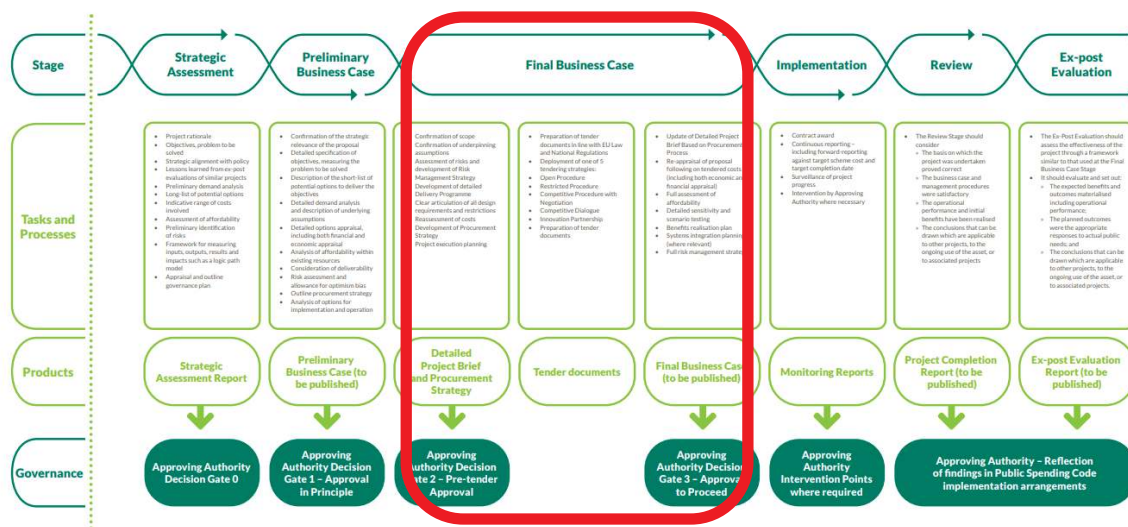 Stage
Strategic
Assessment
Preliminary
Business Case
Final Business Case
Implementation
Review
Ex-post
Evaluation
Tasks and
Processes
• Project rationale
• Objectives, problem to be
solved
• Strategic alignment with policy
• Lessons learned from ex-post
evaluations of similar projects
• Preliminary demand analysis
• Long-list of potential options
• Indicative range of costs
involved
• Assessment of affordability
• Preliminary identification
of risks
• Framework for measuring
inputs, outputs, results and
impacts such as a logic path
model
• Appraisal and outline
governance plan
• Confirmation of the strategic
relevance of the proposal
• Detailed specification of
objectives, measuring the
problem to be solved
• Description of the short-list of
potential options to deliver the
objectives
• Detailed demand analysis
and description of underlying
assumptions
• Detailed options appraisal,
including both financial and
economic appraisal
• Analysis of affordability within
existing resources
• Consideration of deliverability
• Risk assessment and
allowance for optimism bias
• Outline procurement strategy
• Analysis of options for
implementation and operation
Confirmation of scope
Confirmation of underpinning
assumptions
Assessment of risks and
development of Risk
Management Strategy
Development of detailed
Delivery Programme
Clear articulation of all design
requirements and restrictions
Reassessment of costs
Development of Procurement
Strategy
Project execution planning
• Preparation of tender
documents in line with EU Law
and National Regulations
• Deployment of one of 5
tendering strategies:
• Open Procedure
• Restricted Procedure
• Competitive Procedure with
Negotiation
• Competitive Dialogue
• Innovation Partnership
• Preparation of tender
documents
• Update of Detailed Project
Brief Based on Procurement
Process
• Re-appraisal of proposal
following on tendered costs
(including both economic and
financial appraisal)
• Full assessment of
affordability
• Detailed sensitivity and
scenario testing
• Benefits realisation plan
• Systems integration planning
(where relevant)
• Full risk management strategy
• Contract award
• Continuous reporting –
including forward reporting
against target scheme cost and
target completion date
• Surveillance of project
progress
• Intervention by Approving
Authority where necessary
• The Review Stage should
consider
» The basis on which the
project was undertaken
proved correct
» The business case and
management procedures
were satisfactory
» The operational
performance and initial
benefits have been realised
» The conclusions that can be
drawn which are applicable
to other projects, to the
ongoing use of the asset, or
to associated projects
• The Ex-Post Evaluation should
assess the effectiveness of the
project through a framework
similar to that used at the Final
Business Case Stage
• It should evaluate and set out:
» The expected benefits and
outcomes materialised
including operational
performance;
» The planned outcomes
were the appropriate
responses to actual public
needs; and
» The conclusions that can be
drawn which are applicable
to other projects, to the
ongoing use of the asset, or
to associated projects.
Products
Strategic
Assessment Report
Preliminary
Business Case (to
be published)
Detailed
Project Brief
and Procurement
Strategy
Tender documents
Final Business Case
(to be published)
Monitoring Reports
Project Completion
Report (to be
published)
Ex-post Evaluation
Report (to be
published)
Governance
Approving Authority
Decision Gate 0
Approving
Authority Decision
Gate 1 – Approval
in Principle
Approving
Authority Decision
Gate 2 – Pre-tender
Approval
Approving
Authority Decision
Gate 3 – Approval
to Proceed
Approving
Authority
Intervention Points
where required
Approving Authority – Reflection
of findings in Public Spending Code
implementation arrangements